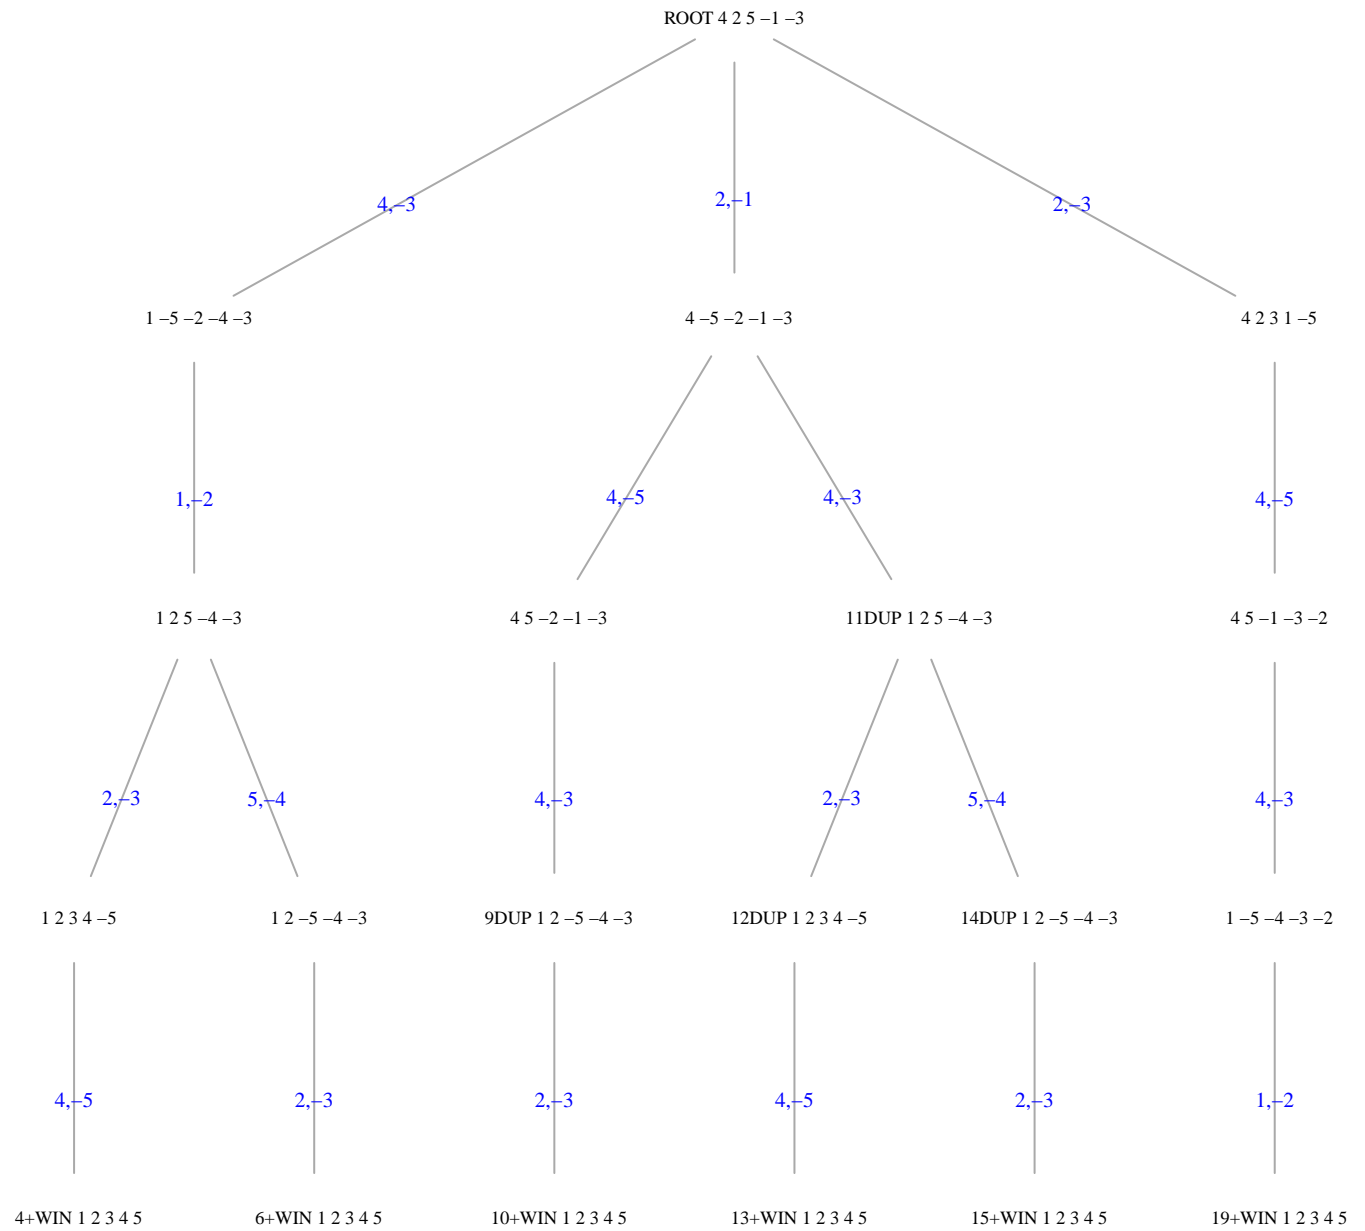 ROOT 4 2 5 –1 –3
4,–3
2,–1
2,–3
1 –5 –2 –4 –3
4 –5 –2 –1 –3
4 2 3 1 –5
1,–2
4,–5
4,–3
4,–5
1 2 5 –4 –3
4 5 –2 –1 –3
11DUP 1 2 5 –4 –3
4 5 –1 –3 –2
2,–3
5,–4
4,–3
2,–3
5,–4
4,–3
1 2 3 4 –5
1 2 –5 –4 –3
9DUP 1 2 –5 –4 –3
12DUP 1 2 3 4 –5
14DUP 1 2 –5 –4 –3
1 –5 –4 –3 –2
4,–5
2,–3
2,–3
4,–5
2,–3
1,–2
4+WIN 1 2 3 4 5
6+WIN 1 2 3 4 5
10+WIN 1 2 3 4 5
13+WIN 1 2 3 4 5
15+WIN 1 2 3 4 5
19+WIN 1 2 3 4 5